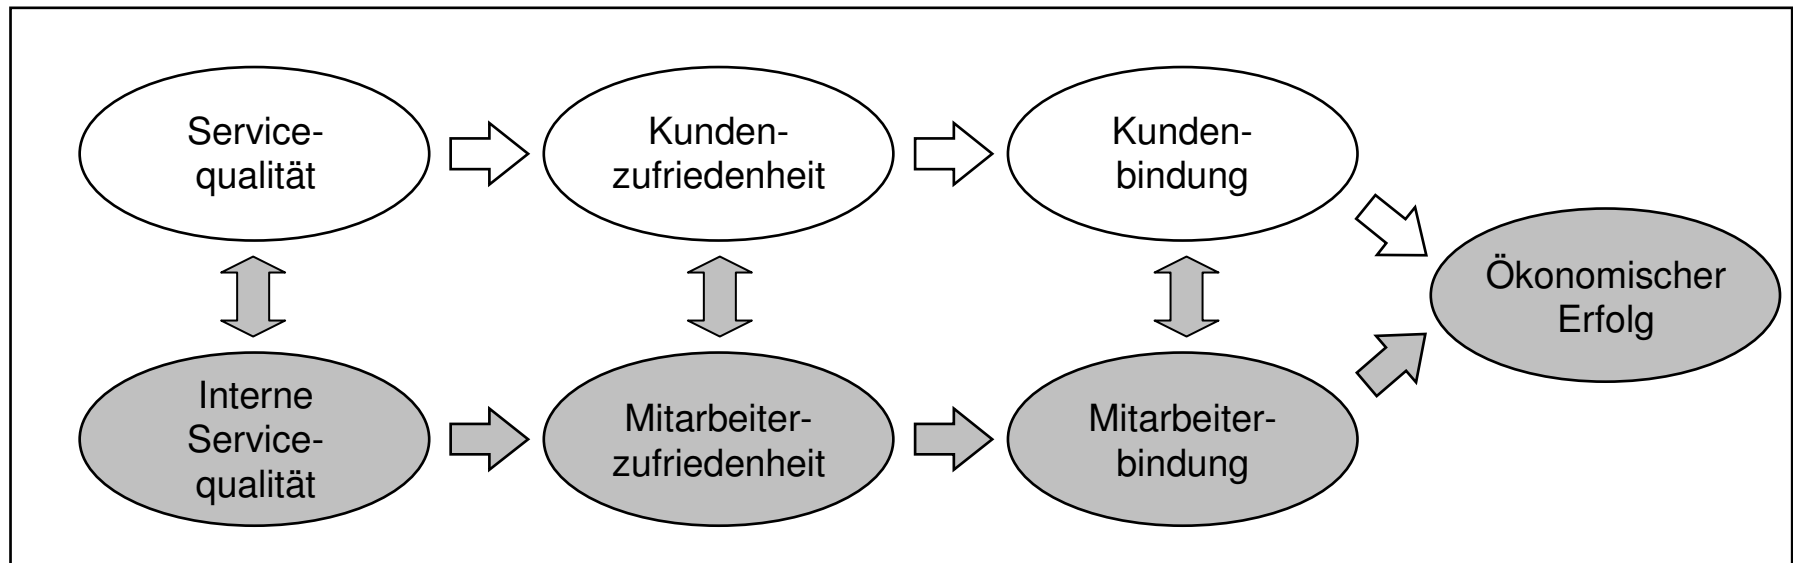 Service-
qualität
Kunden-
zufriedenheit
Kunden-
bindung
Ökonomischer
Erfolg
Interne
Service-
qualität
Mitarbeiter-
zufriedenheit
Mitarbeiter-
bindung